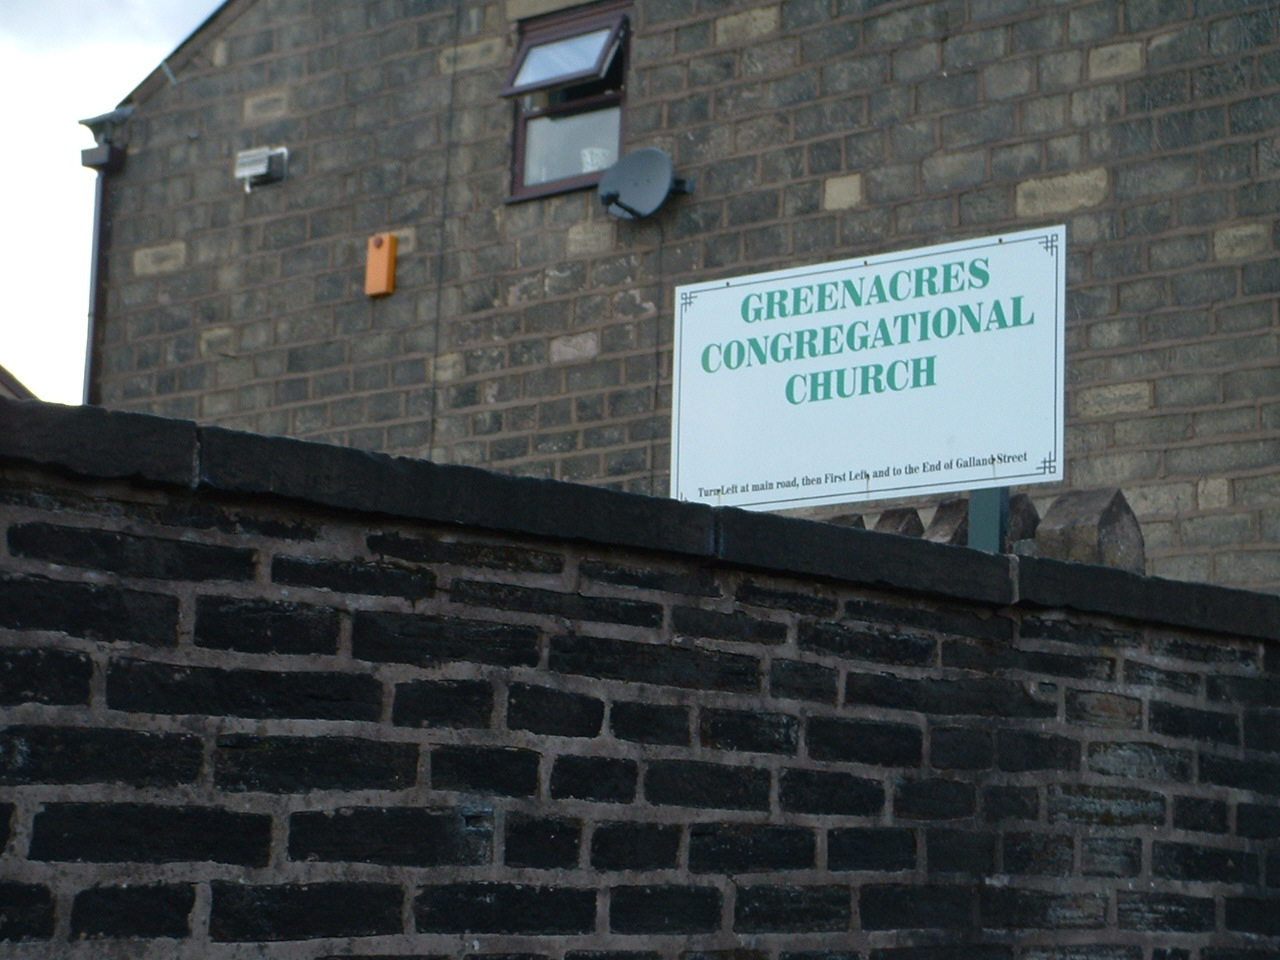 GREENACRES
CONGREGATIONAL
CHURCH
Turn Left at main road, then First Left, and to the End of Galland Street